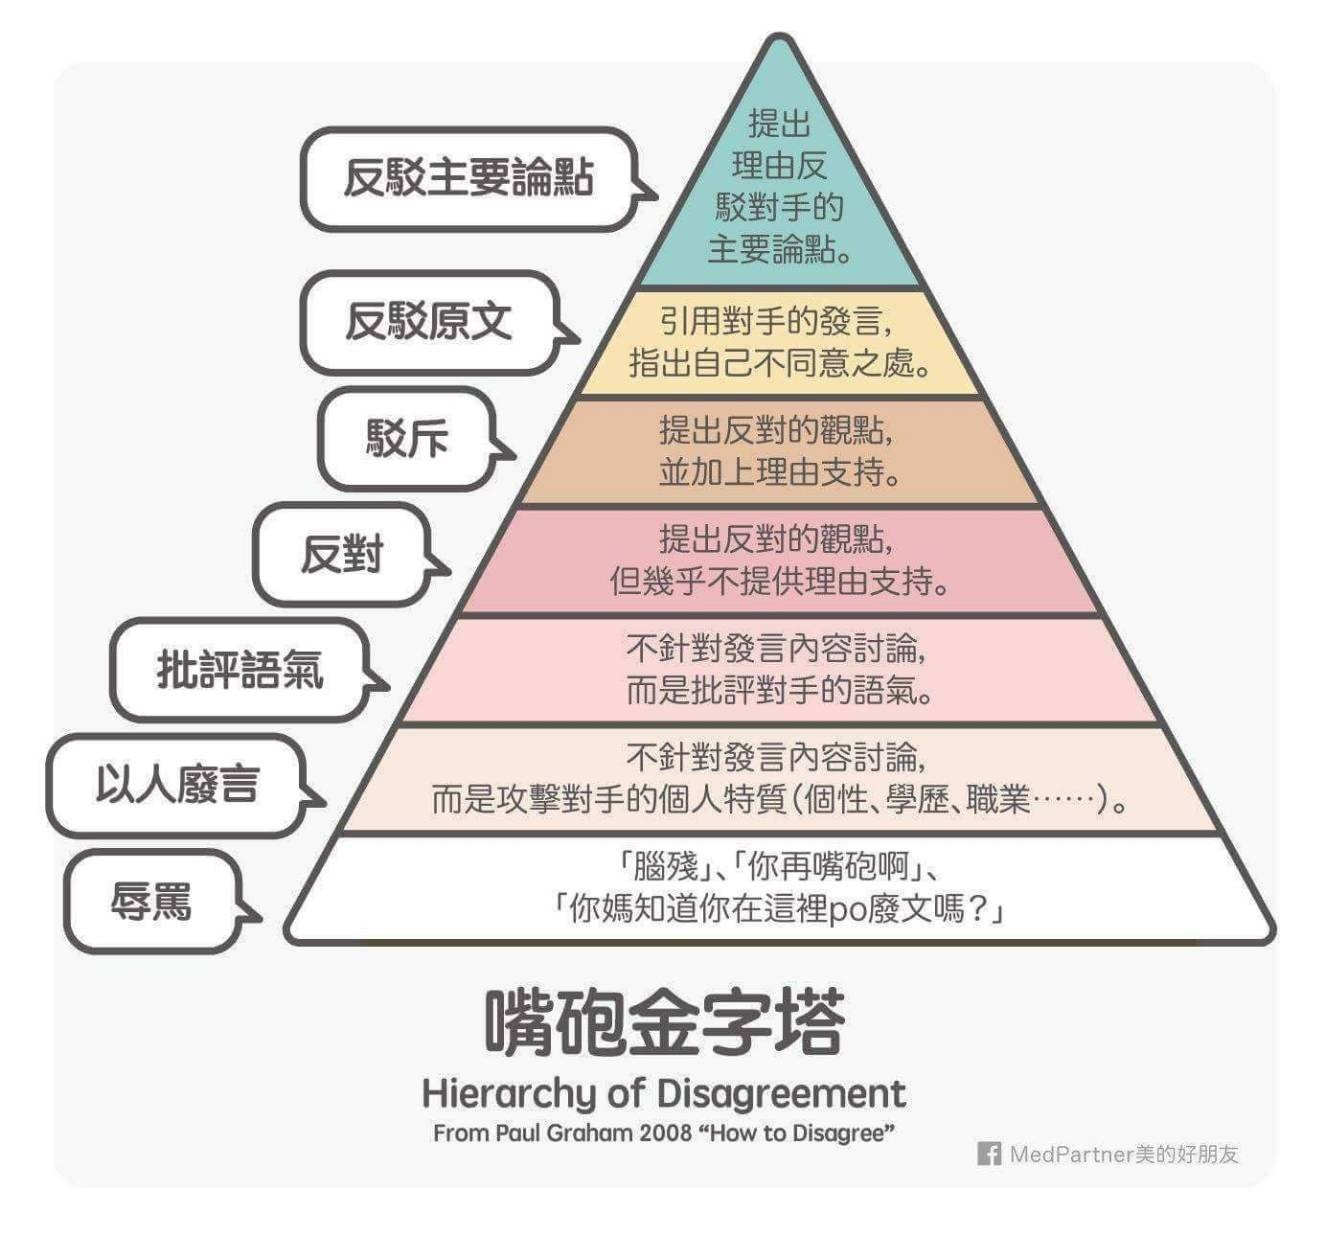 反駁主要論點
提出
理由反
駁對手的
主要論點。
反駁原文
引用對手的發言,
指出自己不同意之處。
駁斥
提出反對的觀點,
並加上理由支持。
反對
提出反對的觀點,
但幾乎不提供理由支持。
批評語氣
不針對發言內容討論,
而是批評對手的語氣。
以人廢言
不針對發言內容討論,
而是攻擊對手的個人特質(個性、學歷、職業……)。
辱罵
「腦殘」、「你再嘴砲啊」、
「你媽知道你在這裡po廢文嗎?」
嘴砲金字塔
Hierarchy of Disagreement
From Paul Graham 2008 “How to Disagree”
f MedPartner美的好朋友